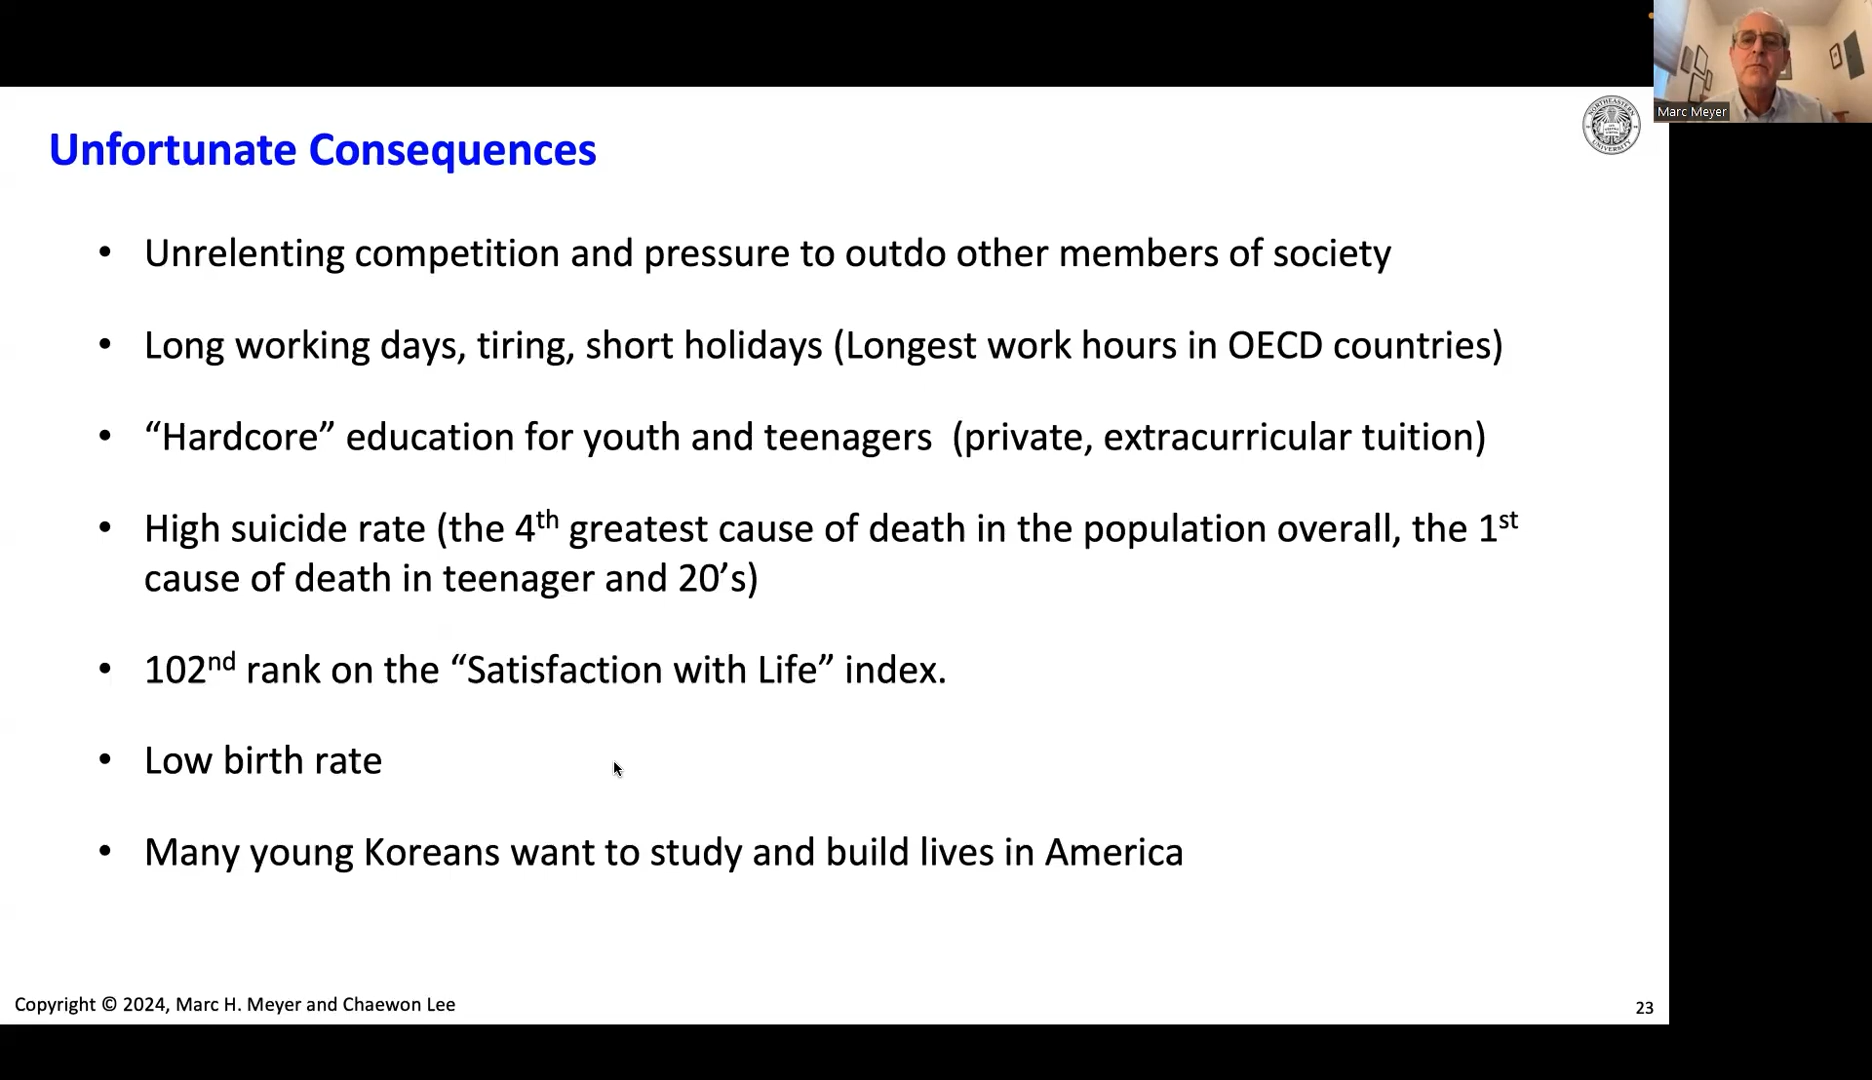 Marc Meyer
NORTHEASTERN
UNIVERSITY
Unfortunate Consequences
• Unrelenting competition and pressure to outdo other members of society
• Long working days, tiring, short holidays (Longest work hours in OECD countries)
• “Hardcore” education for youth and teenagers  (private, extracurricular tuition)
• High suicide rate (the 4th greatest cause of death in the population overall, the 1st
cause of death in teenager and 20’s)
• 102nd rank on the “Satisfaction with Life” index.
• Low birth rate
• Many young Koreans want to study and build lives in America
Copyright © 2024, Marc H. Meyer and Chaewon Lee
23